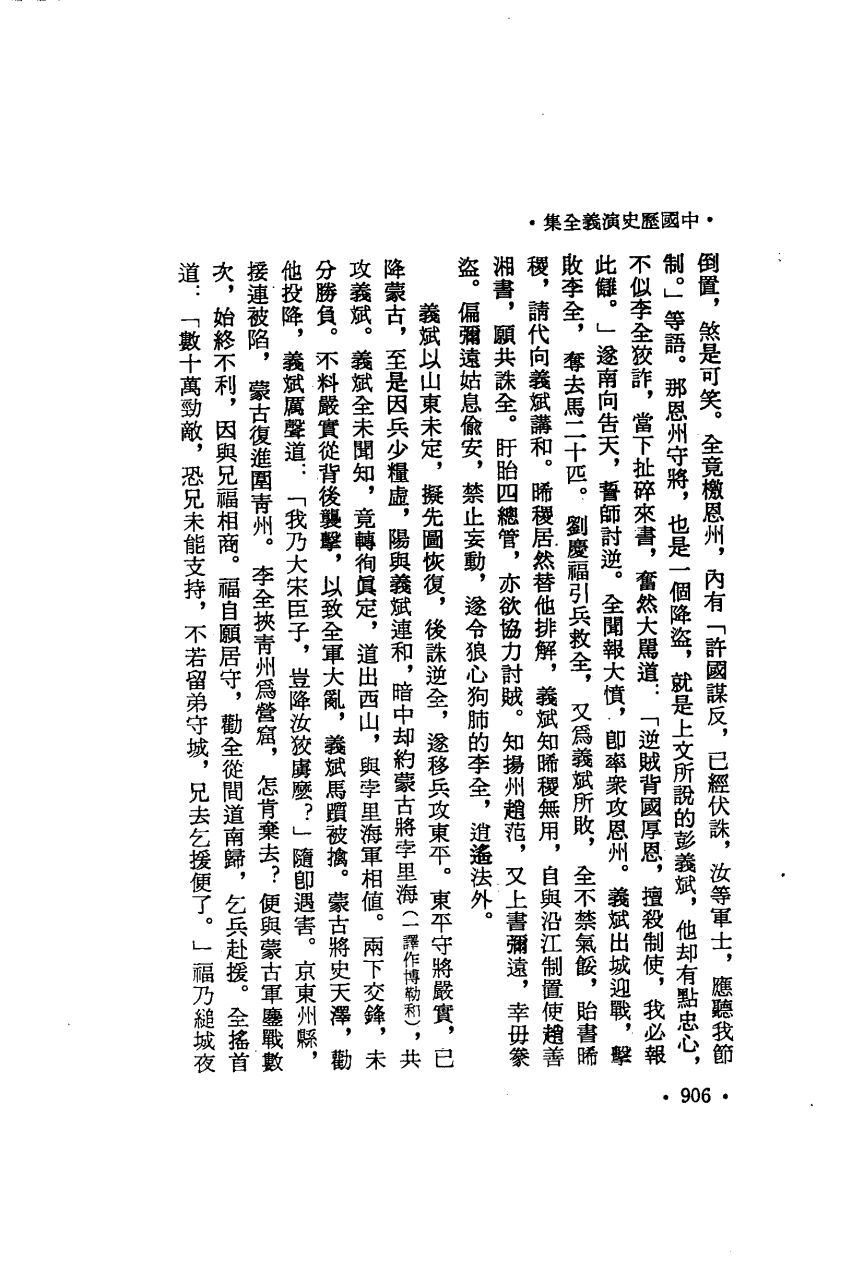 ・中國歷史演義全集・
倒置，煞是可笑。全竟檄恩州，內有「許國謀反，已經伏誅，汝等軍士，應聽我節
制。」等語。那恩州守將，也是一個降盜，就是上文所說的彭義斌，他却有點忠心，
不似李全狡詐，當下扯碎來書，奮然大罵道：「逆賊背國厚恩，擅殺制使，我必報
此讎。」遂南向告天，誓師討逆。全聞報大憤，卽率衆攻恩州。義斌出城迎戰，擊
敗李全，奪去馬二十匹。劉慶福引兵救全，又爲義斌所敗，全不禁氣餒，貽書晞
稷，請代向義斌講和。晞稷居然替他排解，義斌知晞稷無用，自與沿江制置使趙善
湘書，願共誅全。盱眙四總管，亦欲協力討賊。知揚州趙范，又上書彌遠，幸毋豢
盜。偏彌遠姑息偸安，禁止妄動，遂令狼心狗肺的李全，逍遙法外。
義斌以山東未定，擬先圖恢復，後誅逆全，遂移兵攻東平。東平守將嚴實，已
降蒙古，至是因兵少糧虛，陽與義斌連和，暗中却約蒙古將孛里海（一譯作博勒和），共
攻義斌。義斌全未聞知，竟轉徇眞定，道出西山，與孛里海軍相値。兩下交鋒，未
分勝負。不料嚴實從背後襲擊，以致全軍大亂，義斌馬躓被擒。蒙古將史天澤，勸
他投降，義斌厲聲道：「我乃大宋臣子，豈降汝狡虜麼？」隨卽遇害。京東州縣，
接連被陷，蒙古復進圍靑州。李全挾靑州爲營窟，怎肯棄去？便與蒙古軍鏖戰數
次，始終不利，因與兄福相商。福自願居守，勸全從間道南歸，乞兵赴援。全搖首
道：「數十萬勁敵，恐兄未能支持，不若留弟守城，兄去乞援便了。」福乃縋城夜
・906・